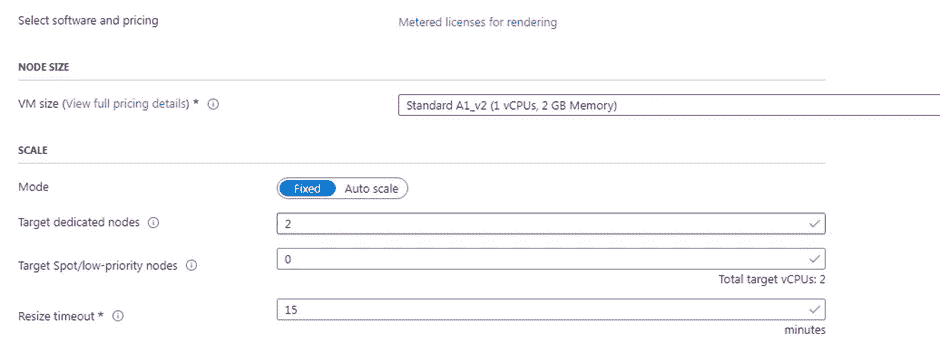 Select software and pricing
Metered licenses for rendering
NODE SIZE
VM size (View full pricing details) *
Standard A1_v2 (1 vCPUs, 2 GB Memory)
SCALE
Mode
Fixed Auto scale
Target dedicated nodes
2
Target Spot/low-priority nodes
0
Total target vCPUs: 2
Resize timeout *
15
minutes